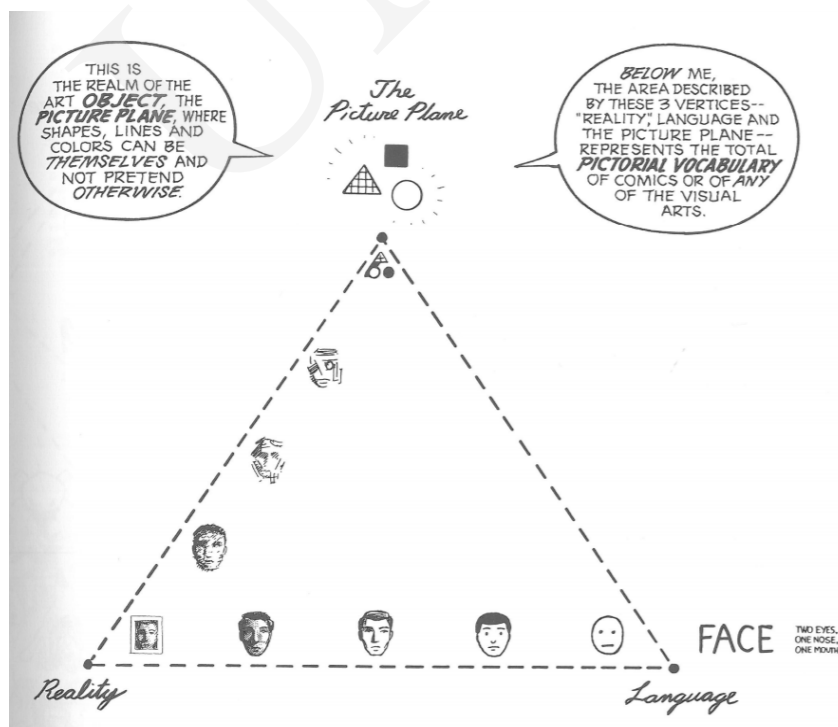 THIS IS
THE REALM OF THE
ART OBJECT, THE
PICTURE PLANE, WHERE
SHAPES, LINES AND
COLORS CAN BE
THEMSELVES AND
NOT PRETEND
OTHERWISE.
The
Picture Plane
BELOW ME,
THE AREA DESCRIBED
BY THESE 3 VERTICES--
"REALITY," LANGUAGE AND
THE PICTURE PLANE--
REPRESENTS THE TOTAL
PICTORIAL VOCABULARY
OF COMICS OR OF ANY
OF THE VISUAL
ARTS.
FACE
TWO EYES,
ONE NOSE,
ONE MOUTH
Reality
Language